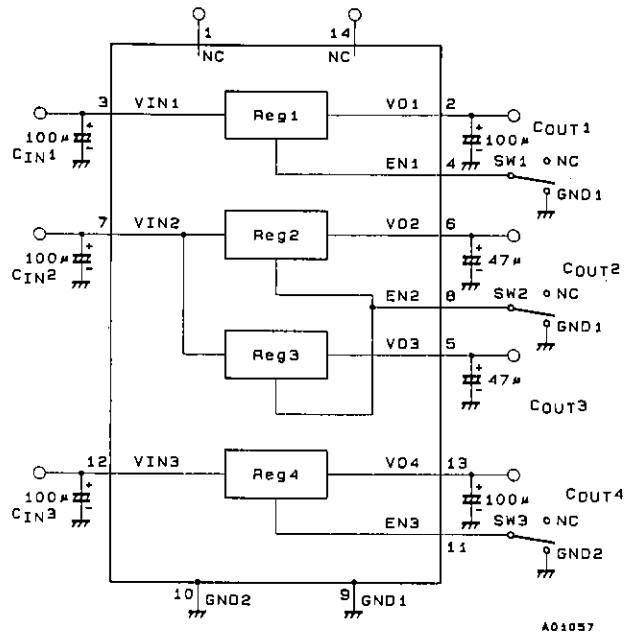 1
14
NC
NC
3
VIN1
Reg1
VO1
2
100μ
+
-
CIN1
+
-
100μ
COUT1
EN1
4
SW1
NC
GND1
7
VIN2
Reg2
VO2
6
100μ
+
-
CIN2
+
-
47μ
COUT2
EN2
8
SW2
NC
GND1
Reg3
VO3
5
+
-
47μ
COUT3
12
VIN3
Reg4
VO4
13
100μ
+
-
CIN3
+
-
100μ
COUT4
EN3
11
SW3
NC
GND2
10
GND2
9
GND1
A01057